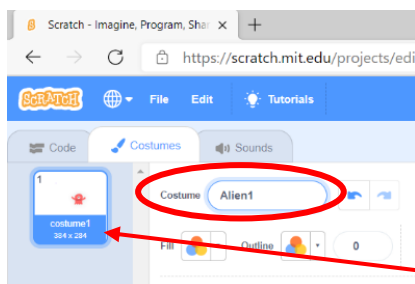 Scratch - Imagine, Program, Shar
https://scratch.mit.edu/projects/edi
SCRATCH File Edit Tutorials
Code Costumes Sounds
1
Costume Alien1
costume1
384 x 284
Fill Outline 0